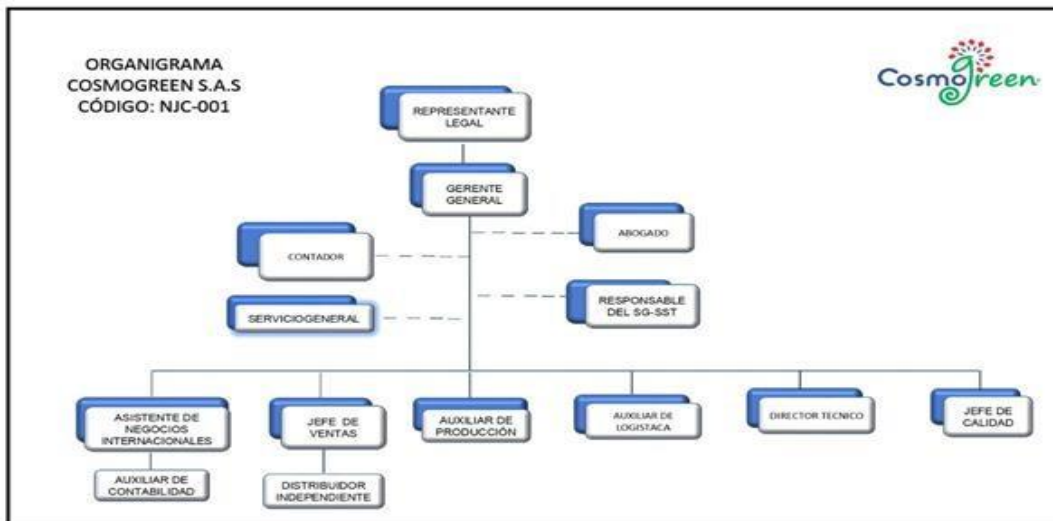 ORGANIGRAMA
COSMOGREEN S.A.S
CÓDIGO: NJC-001
Cosmogreen
REPRESENTANTE
LEGAL
GERENTE
GENERAL
ABOGADO
CONTADOR
RESPONSABLE
DEL SG-SST
SERVICIOGENERAL
ASISTENTE DE
NEGOCIOS
INTERNACIONALES
JEFE DE
VENTAS
AUXILIAR DE
PRODUCCIÓN
AUXILIAR DE
LOGISTACA
DIRECTOR TECNICO
JEFE DE
CALIDAD
AUXILIAR DE
CONTABILIDAD
DISTRIBUIDOR
INDEPENDIENTE